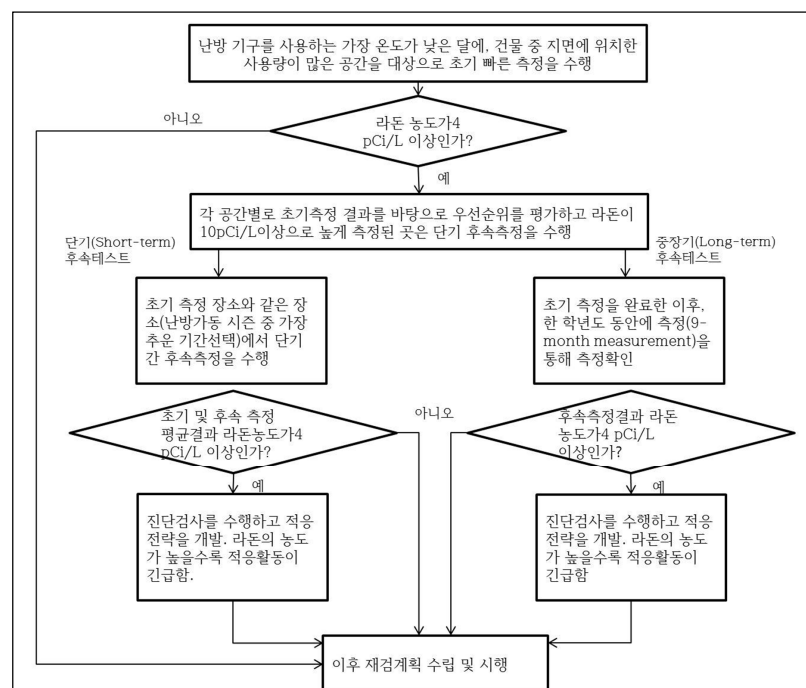 난방 기구를 사용하는 가장 온도가 낮은 달에, 건물 중 지면에 위치한
사용량이 많은 공간을 대상으로 초기 빠른 측정을 수행
아니오
라돈 농도가4
pCi/L 이상인가?
예
각 공간별로 초기측정 결과를 바탕으로 우선순위를 평가하고 라돈이
10pCi/L이상으로 높게 측정된 곳은 단기 후속측정을 수행
단기(Short-term)
후속테스트
중장기(Long-term)
후속테스트
초기 측정 장소와 같은 장
소(난방가동 시즌 중 가장
추운 기간선택)에서 단기
간 후속측정을 수행
초기 측정을 완료한 이후,
한 학년도 동안에 측정(9-
month measurement)을
통해 측정확인
초기 및 후속 측정
평균결과 라돈농도가4
pCi/L 이상인가?
아니오
후속측정결과 라돈
농도가4 pCi/L
이상인가?
예
예
진단검사를 수행하고 적응
전략을 개발. 라돈의 농도
가 높을수록 적응활동이
긴급함.
진단검사를 수행하고 적응
전략을 개발. 라돈의 농도
가 높을수록 적응활동이
긴급함
이후 재검계획 수립 및 시행